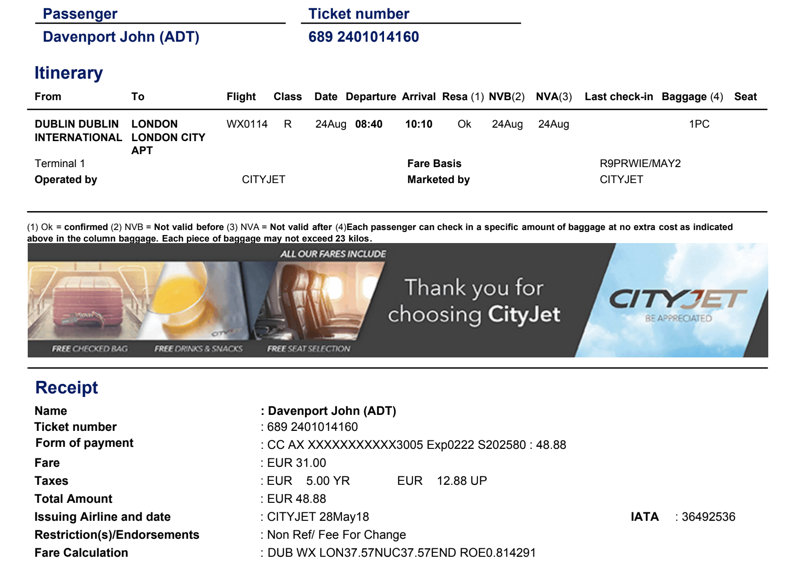 Passenger Ticket number
Davenport John (ADT) 689 2401014160
Itinerary
From To Flight Class Date Departure Arrival Resa (1) NVB(2) NVA(3) Last check-in Baggage (4) Seat
DUBLIN DUBLIN LONDON WX0114 R 24Aug 08:40 10:10 Ok 24Aug 24Aug 1PC
INTERNATIONAL LONDON CITY
APT
Terminal 1 Fare Basis R9PRWIE/MAY2
Operated by CITYJET Marketed by CITYJET
(1) Ok = confirmed (2) NVB = Not valid before (3) NVA = Not valid after (4)Each passenger can check in a specific amount of baggage at no extra cost as indicated
above in the column baggage. Each piece of baggage may not exceed 23 kilos.
ALL OUR FARES INCLUDE
Thank you for
choosing CityJet
CITYJET
BE APPRECIATED
FREE CHECKED BAG FREE DRINKS & SNACKS FREE SEAT SELECTION
Receipt
Name : Davenport John (ADT)
Ticket number : 689 2401014160
Form of payment : CC AX XXXXXXXXXXX3005 Exp0222 S202580 : 48.88
Fare : EUR 31.00
Taxes : EUR 5.00 YR EUR 12.88 UP
Total Amount : EUR 48.88
Issuing Airline and date : CITYJET 28May18 IATA : 36492536
Restriction(s)/Endorsements : Non Ref/ Fee For Change
Fare Calculation : DUB WX LON37.57NUC37.57END ROE0.814291